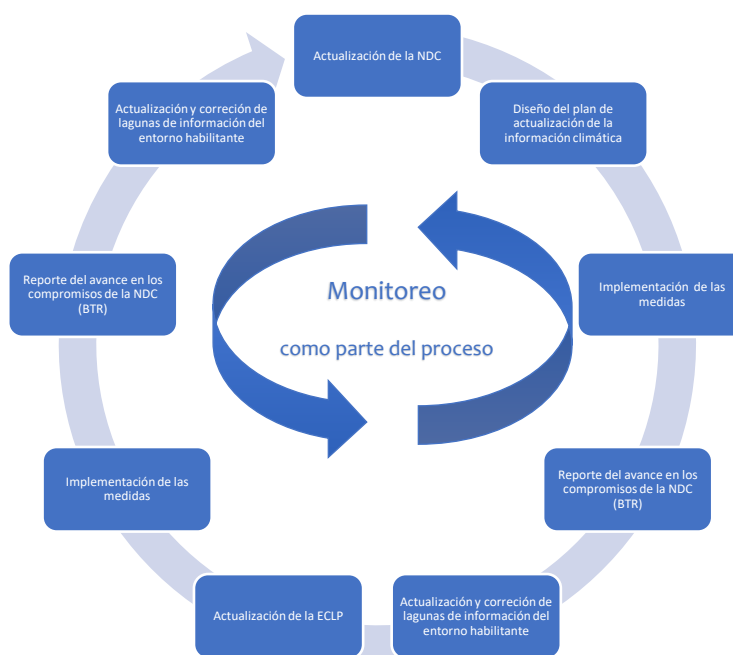 Actualización de la NDC
Diseño del plan de
actualización de la
información climática
Implementación de las
medidas
Reporte del avance en los
compromisos de la NDC
(BTR)
Actualización y correción de
lagunas de información del
entorno habilitante
Actualización de la ECLP
Implementación de las
medidas
Reporte del avance en los
compromisos de la NDC
(BTR)
Actualización y correción de
lagunas de información del
entorno habilitante
Monitoreo
como parte del proceso